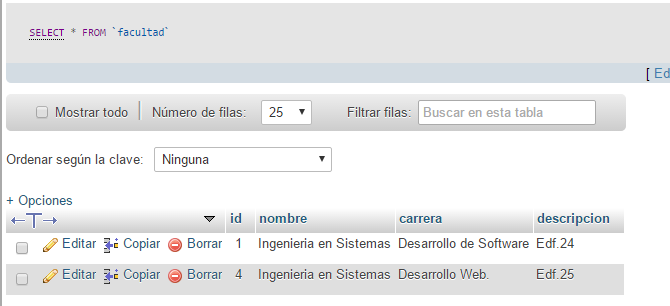 SELECT * FROM `facultad`
[ Ed
Mostrar todo Número de filas: 25 Filtrar filas: Buscar en esta tabla
Ordenar según la clave: Ninguna
+ Opciones
←T→ id nombre carrera descripcion
Editar Copiar Borrar 1 Ingenieria en Sistemas Desarrollo de Software Edf.24
Editar Copiar Borrar 4 Ingenieria en Sistemas Desarrollo Web. Edf.25